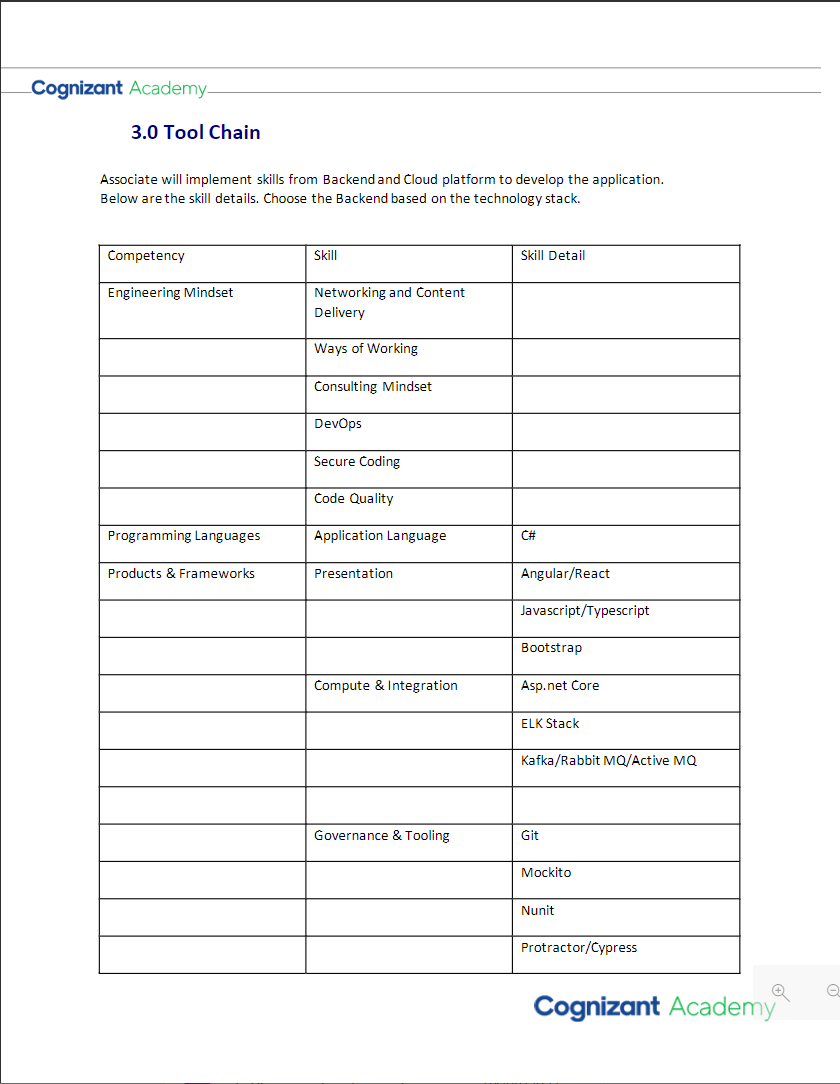 Cognizant Academy
3.0 Tool Chain
Associate will implement skills from Backend and Cloud platform to develop the application.
Below are the skill details. Choose the Backend based on the technology stack.
Competency Skill Skill Detail
Engineering Mindset Networking and Content
Delivery
Ways of Working
Consulting Mindset
DevOps
Secure Coding
Code Quality
Programming Languages Application Language C#
Products & Frameworks Presentation Angular/React
Javascript/Typescript
Bootstrap
Compute & Integration Asp.net Core
ELK Stack
Kafka/Rabbit MQ/Active MQ
Governance & Tooling Git
Mockito
Nunit
Protractor/Cypress
Cognizant Academy